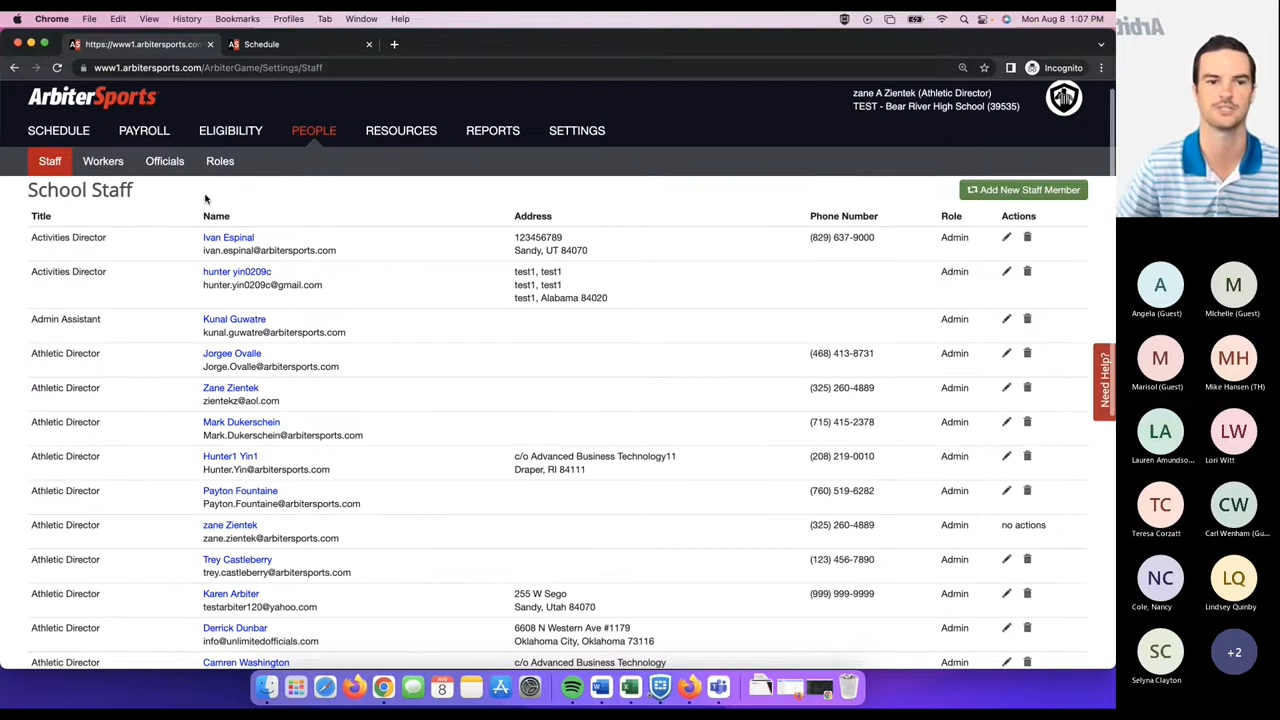 Chrome File Edit View History Bookmarks Profiles Tab Window Help Mon Aug 8 1:07 PM
https://www1.arbitersports.com Schedule
www1.arbitersports.com/ArbiterGame/Settings/Staff Incognito
ArbiterSports
zane A Zientek (Athletic Director)
TEST - Bear River High School (39535)
SCHEDULE PAYROLL ELIGIBILITY PEOPLE RESOURCES REPORTS SETTINGS
Staff Workers Officials Roles
School Staff
Add New Staff Member
Title Name Address Phone Number Role Actions
Activities Director Ivan Espinal 123456789 (829) 637-9000 Admin
ivan.espinal@arbitersports.com Sandy, UT 84070
Activities Director hunter yin0209c test1, test1 Admin
hunter.yin0209c@gmail.com test1, test1
test1, Alabama 84020
Admin Assistant Kunal Guwatre Admin
kunal.guwatre@arbitersports.com
Athletic Director Jorgee Ovalle (468) 413-8731 Admin
Jorge.Ovalle@arbitersports.com
Athletic Director Zane Zientek (325) 260-4889 Admin
zientekz@aol.com
Athletic Director Mark Dukerschein (715) 415-2378 Admin
Mark.Dukerschein@arbitersports.com
Athletic Director Hunter1 Yin1 c/o Advanced Business Technology11 (208) 219-0010 Admin
Hunter.Yin@arbitersports.com Draper, RI 84111
Athletic Director Payton Fountaine (760) 519-6282 Admin
Payton.Fountaine@arbitersports.com
Athletic Director zane Zientek (325) 260-4889 Admin no actions
zane.zientek@arbitersports.com
Athletic Director Trey Castleberry (123) 456-7890 Admin
trey.castleberry@arbitersports.com
Athletic Director Karen Arbiter 255 W Sego (999) 999-9999 Admin
testarbiter120@yahoo.com Sandy, Utah 84070
Athletic Director Derrick Dunbar 6608 N Western Ave #1179 Admin
info@unlimitedofficials.com Oklahoma City, Oklahoma 73116
Athletic Director Camren Washington c/o Advanced Business Technology Admin
Need Help?
A M
Angela (Guest) Michelle (Guest)
M MH
Marisol (Guest) Mike Hansen (TH)
LA LW
Lauren Amundso... Lori Witt
TC CW
Teresa Corzatt Carl Wenham (Gu...
NC LQ
Cole, Nancy Lindsey Quinby
SC +2
Selyna Clayton